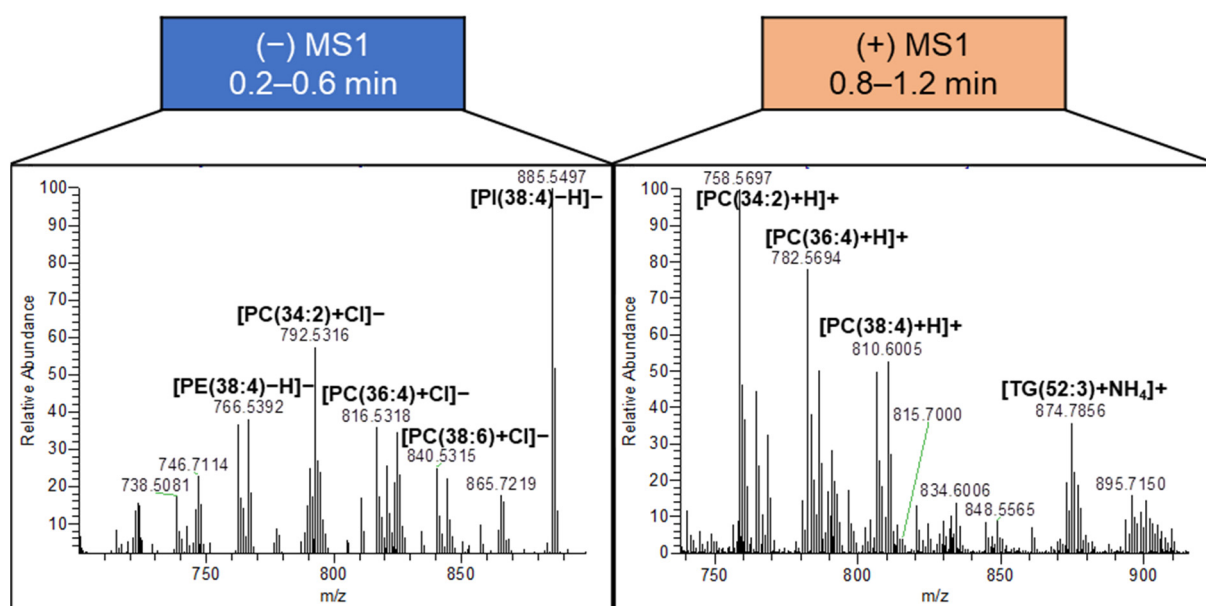 (−) MS1
0.2–0.6 min
(+) MS1
0.8–1.2 min
885.5497
[PI(38:4)−H]−
[PC(34:2)+Cl]−
792.5316
[PE(38:4)−H]−
766.5392
[PC(36:4)+Cl]−
816.5318
[PC(38:6)+Cl]−
840.5315
746.7114
738.5081
865.7219
100
90
80
70
60
50
40
30
20
10
Relative Abundance
750
800
850
m/z
758.5697
[PC(34:2)+H]+
[PC(36:4)+H]+
782.5694
[PC(38:4)+H]+
810.6005
815.7000
[TG(52:3)+NH₄]+
874.7856
834.6006
848.5565
895.7150
100
90
80
70
60
50
40
30
20
10
Relative Abundance
750
800
850
900
m/z